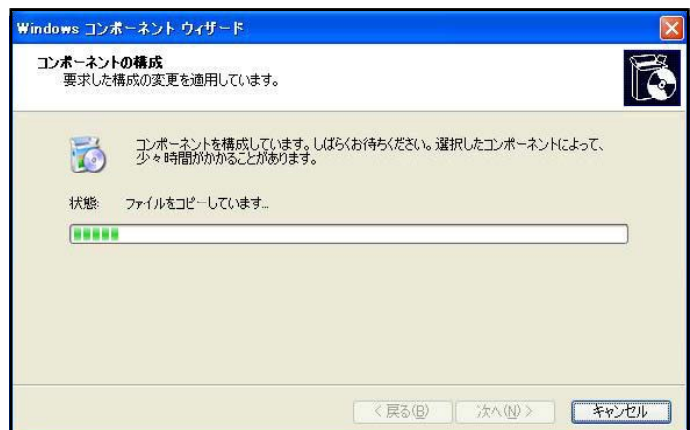 Windows コンポーネント ウィザード
コンポーネントの構成
要求した構成の変更を適用しています。
コンポーネントを構成しています。しばらくお待ちください。選択したコンポーネントによって、
少々時間がかかることがあります。
状態: ファイルをコピーしています...
< 戻る(B) 次へ(N) > キャンセル